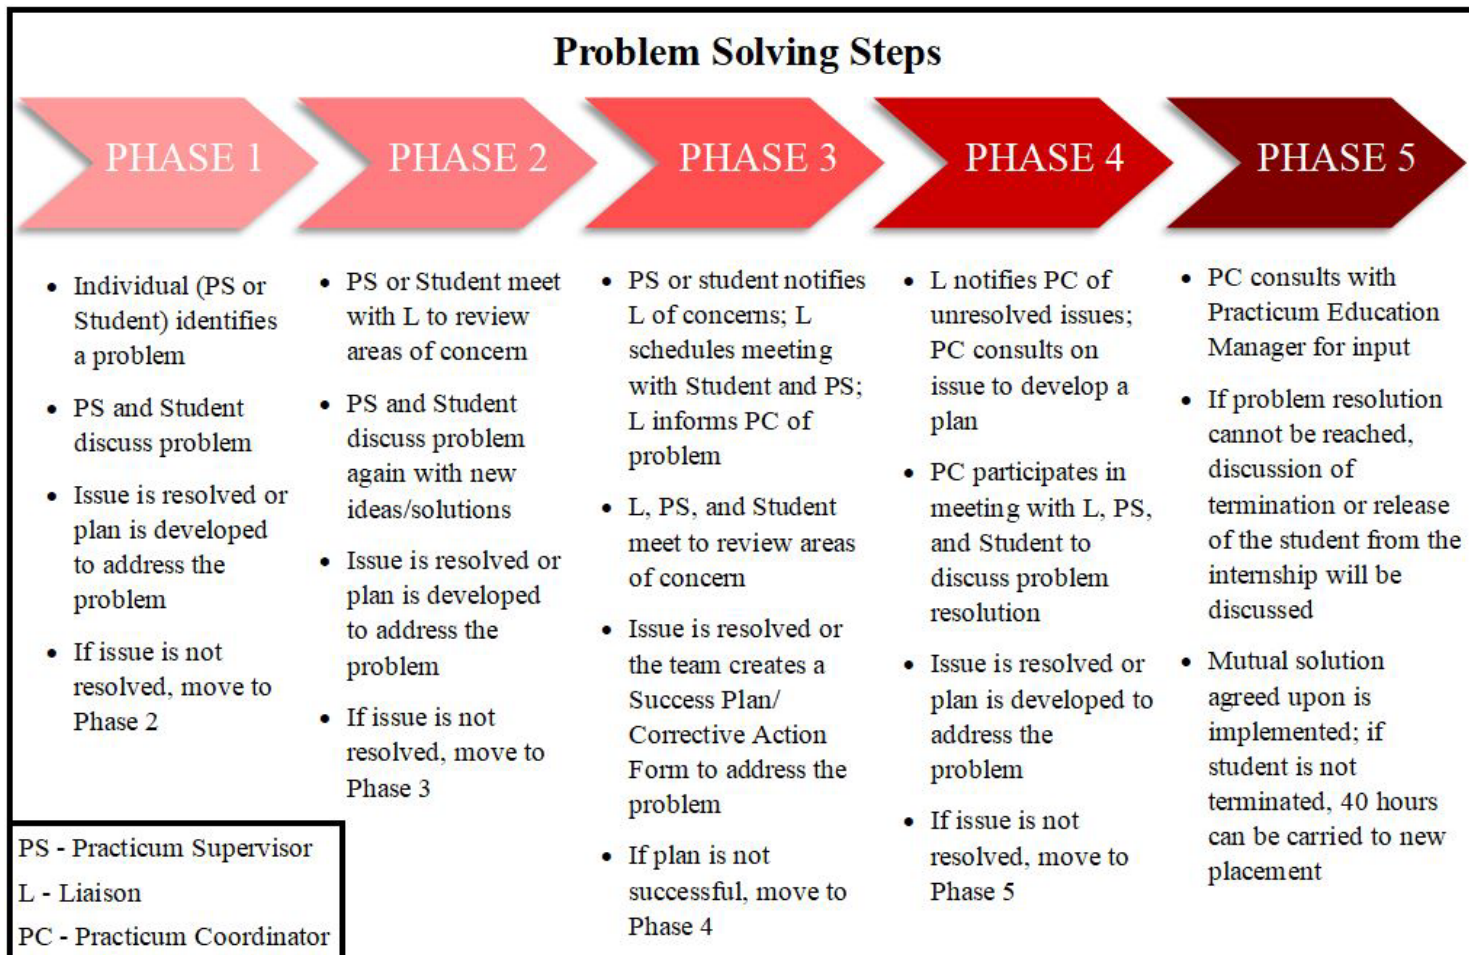 Problem Solving Steps
PHASE 1
PHASE 2
PHASE 3
PHASE 4
PHASE 5
• Individual (PS or
Student) identifies
a problem
• PS and Student
discuss problem
• Issue is resolved or
plan is developed
to address the
problem
• If issue is not
resolved, move to
Phase 2
• PS or Student meet
with L to review
areas of concern
• PS and Student
discuss problem
again with new
ideas/solutions
• Issue is resolved or
plan is developed
to address the
problem
• If issue is not
resolved, move to
Phase 3
• PS or student notifies
L of concerns; L
schedules meeting
with Student and PS;
L informs PC of
problem
• L, PS, and Student
meet to review areas
of concern
• Issue is resolved or
the team creates a
Success Plan/
Corrective Action
Form to address the
problem
• If plan is not
successful, move to
Phase 4
• L notifies PC of
unresolved issues;
PC consults on
issue to develop a
plan
• PC participates in
meeting with L, PS,
and Student to
discuss problem
resolution
• Issue is resolved or
plan is developed to
address the
problem
• If issue is not
resolved, move to
Phase 5
• PC consults with
Practicum Education
Manager for input
• If problem resolution
cannot be reached,
discussion of
termination or release
of the student from the
internship will be
discussed
• Mutual solution
agreed upon is
implemented; if
student is not
terminated, 40 hours
can be carried to new
placement
PS - Practicum Supervisor
L - Liaison
PC - Practicum Coordinator